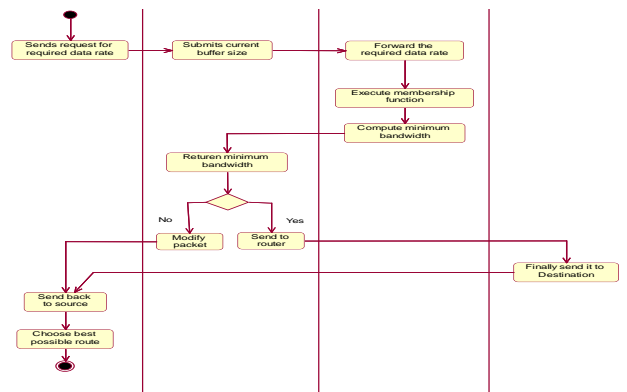 Sends request for
required data rate
Submits current
buffer size
Forward the
required data rate
Execute membership
function
Compute minimum
bandwidth
Returen minimum
bandwidth
No
Yes
Modify
packet
Send to
router
Finally send it to
Destination
Send back
to source
Choose best
possible route